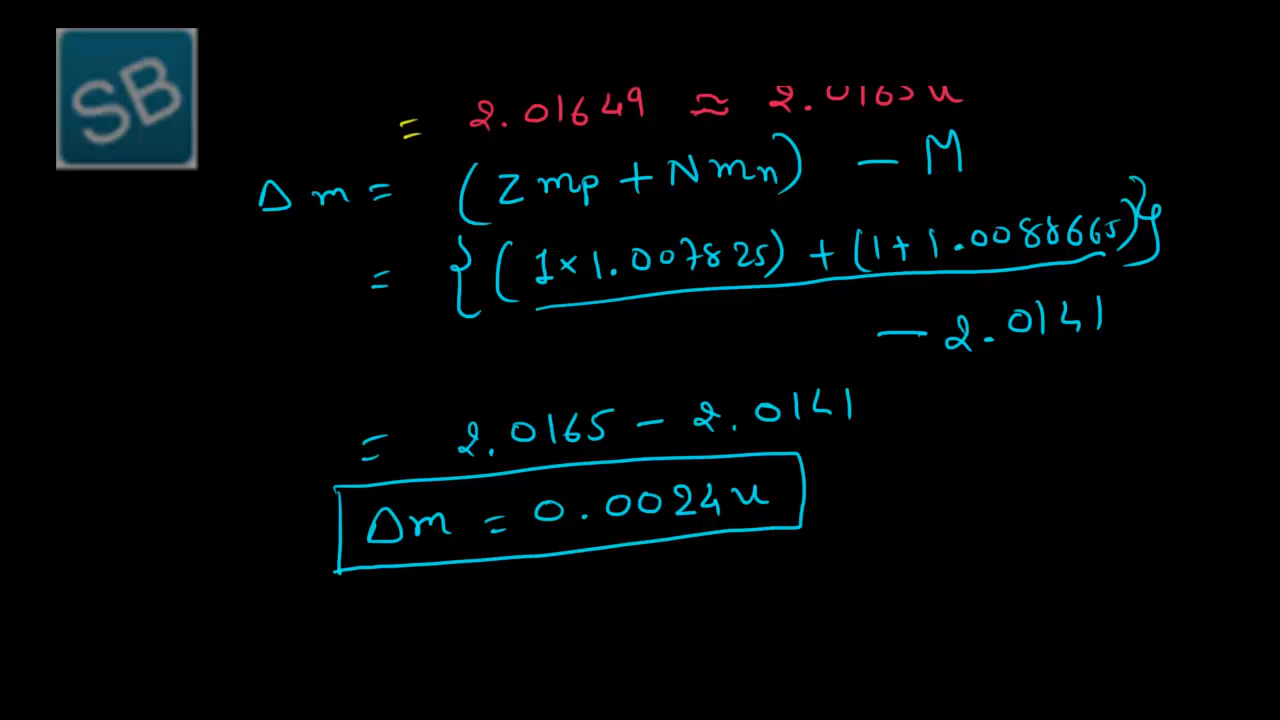 SB
= 2.01649 ≈ 2.0165u
Δm = (Zmp + Nmn) – M
= {(1×1.007825) + (1+1.0088665)}
– 2.0141
= 2.0165 – 2.0141
Δm = 0.0024u